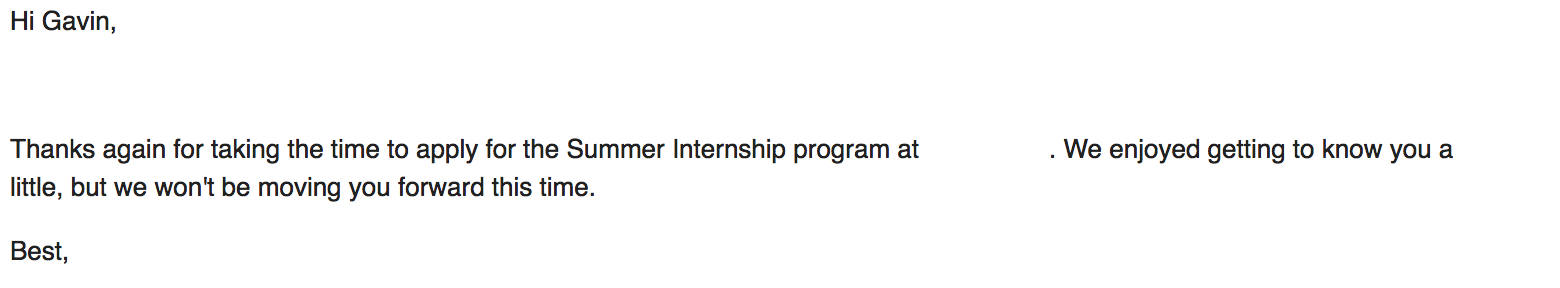 Hi Gavin,
Thanks again for taking the time to apply for the Summer Internship program at . We enjoyed getting to know you a
little, but we won't be moving you forward this time.
Best,